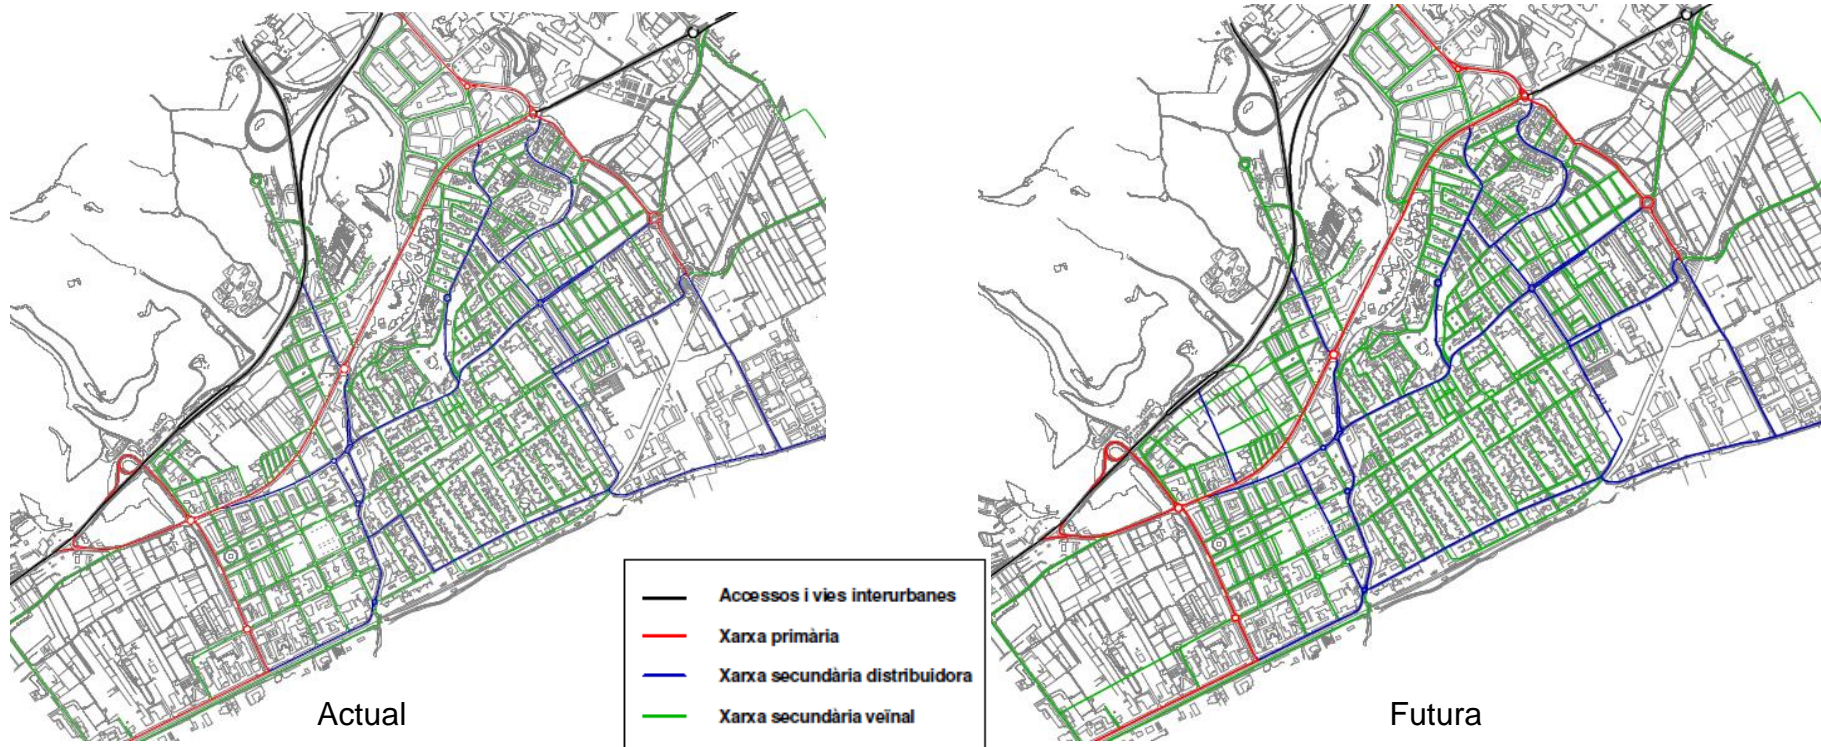 Accessos i vies interurbanes
Xarxa primària
Xarxa secundària distribuidora
Xarxa secundària veïnal
Actual
Futura